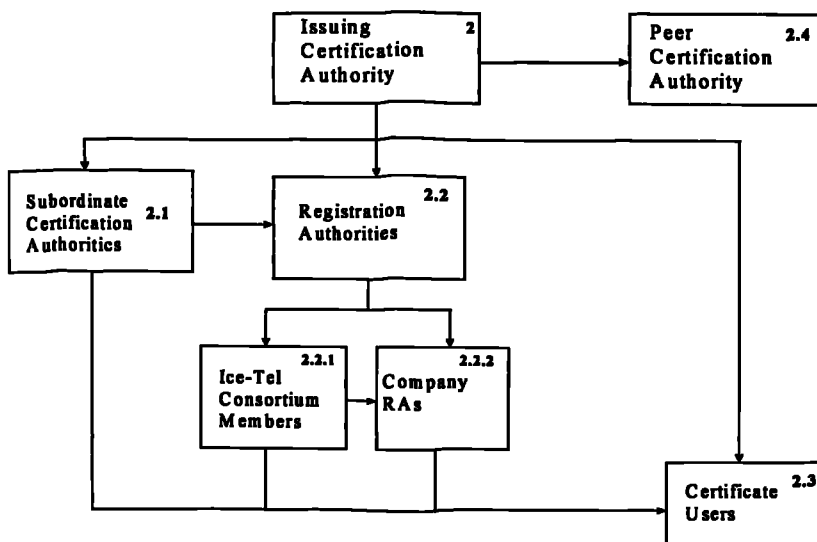 Issuing 2
Certification
Authority
Peer 2.4
Certification
Authority
Subordinate
Certification 2.1
Authoritics
2.2
Registration
Authorities
2.2.1
Ice-Tel
Consortium
Members
2.2.2
Company
RAs
2.3
Certificate
Users